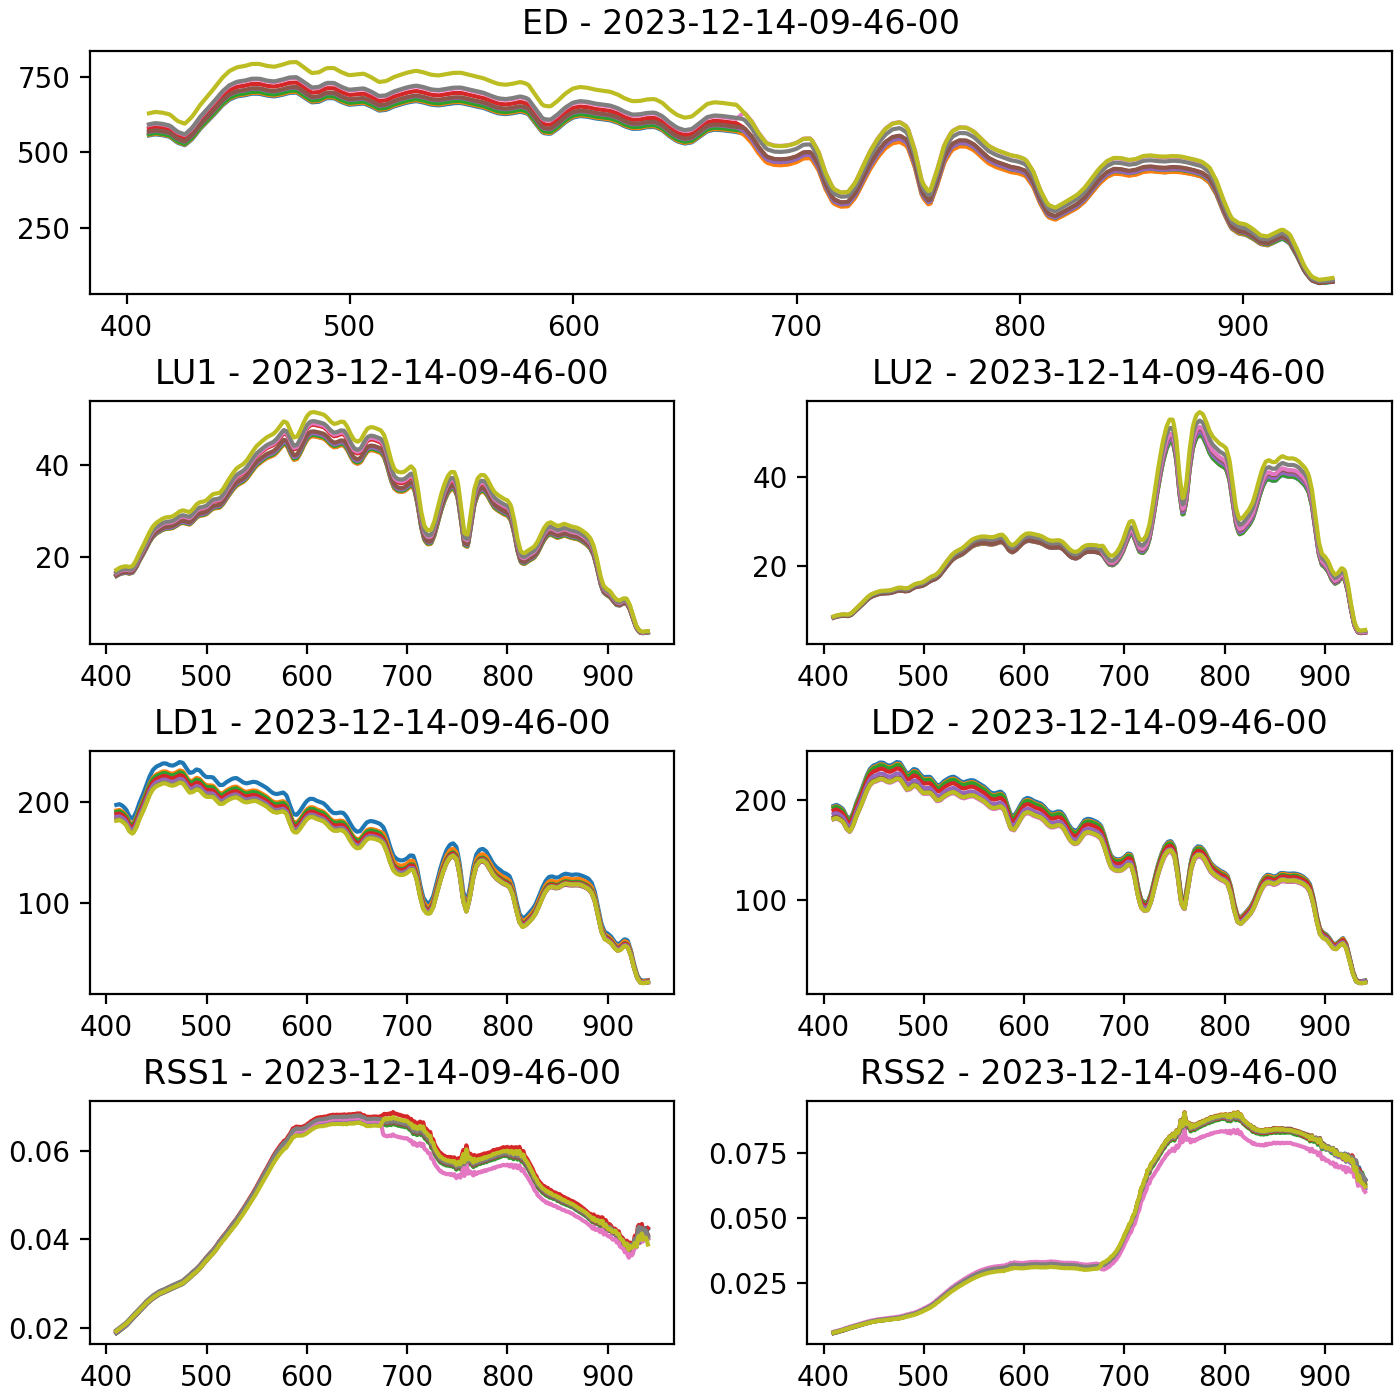 ED - 2023-12-14-09-46-00
750
500
250
400 500 600 700 800 900
LU1 - 2023-12-14-09-46-00
40
20
400 500 600 700 800 900
LU2 - 2023-12-14-09-46-00
40
20
400 500 600 700 800 900
LD1 - 2023-12-14-09-46-00
200
100
400 500 600 700 800 900
LD2 - 2023-12-14-09-46-00
200
100
400 500 600 700 800 900
RSS1 - 2023-12-14-09-46-00
0.06
0.04
0.02
400 500 600 700 800 900
RSS2 - 2023-12-14-09-46-00
0.075
0.050
0.025
400 500 600 700 800 900